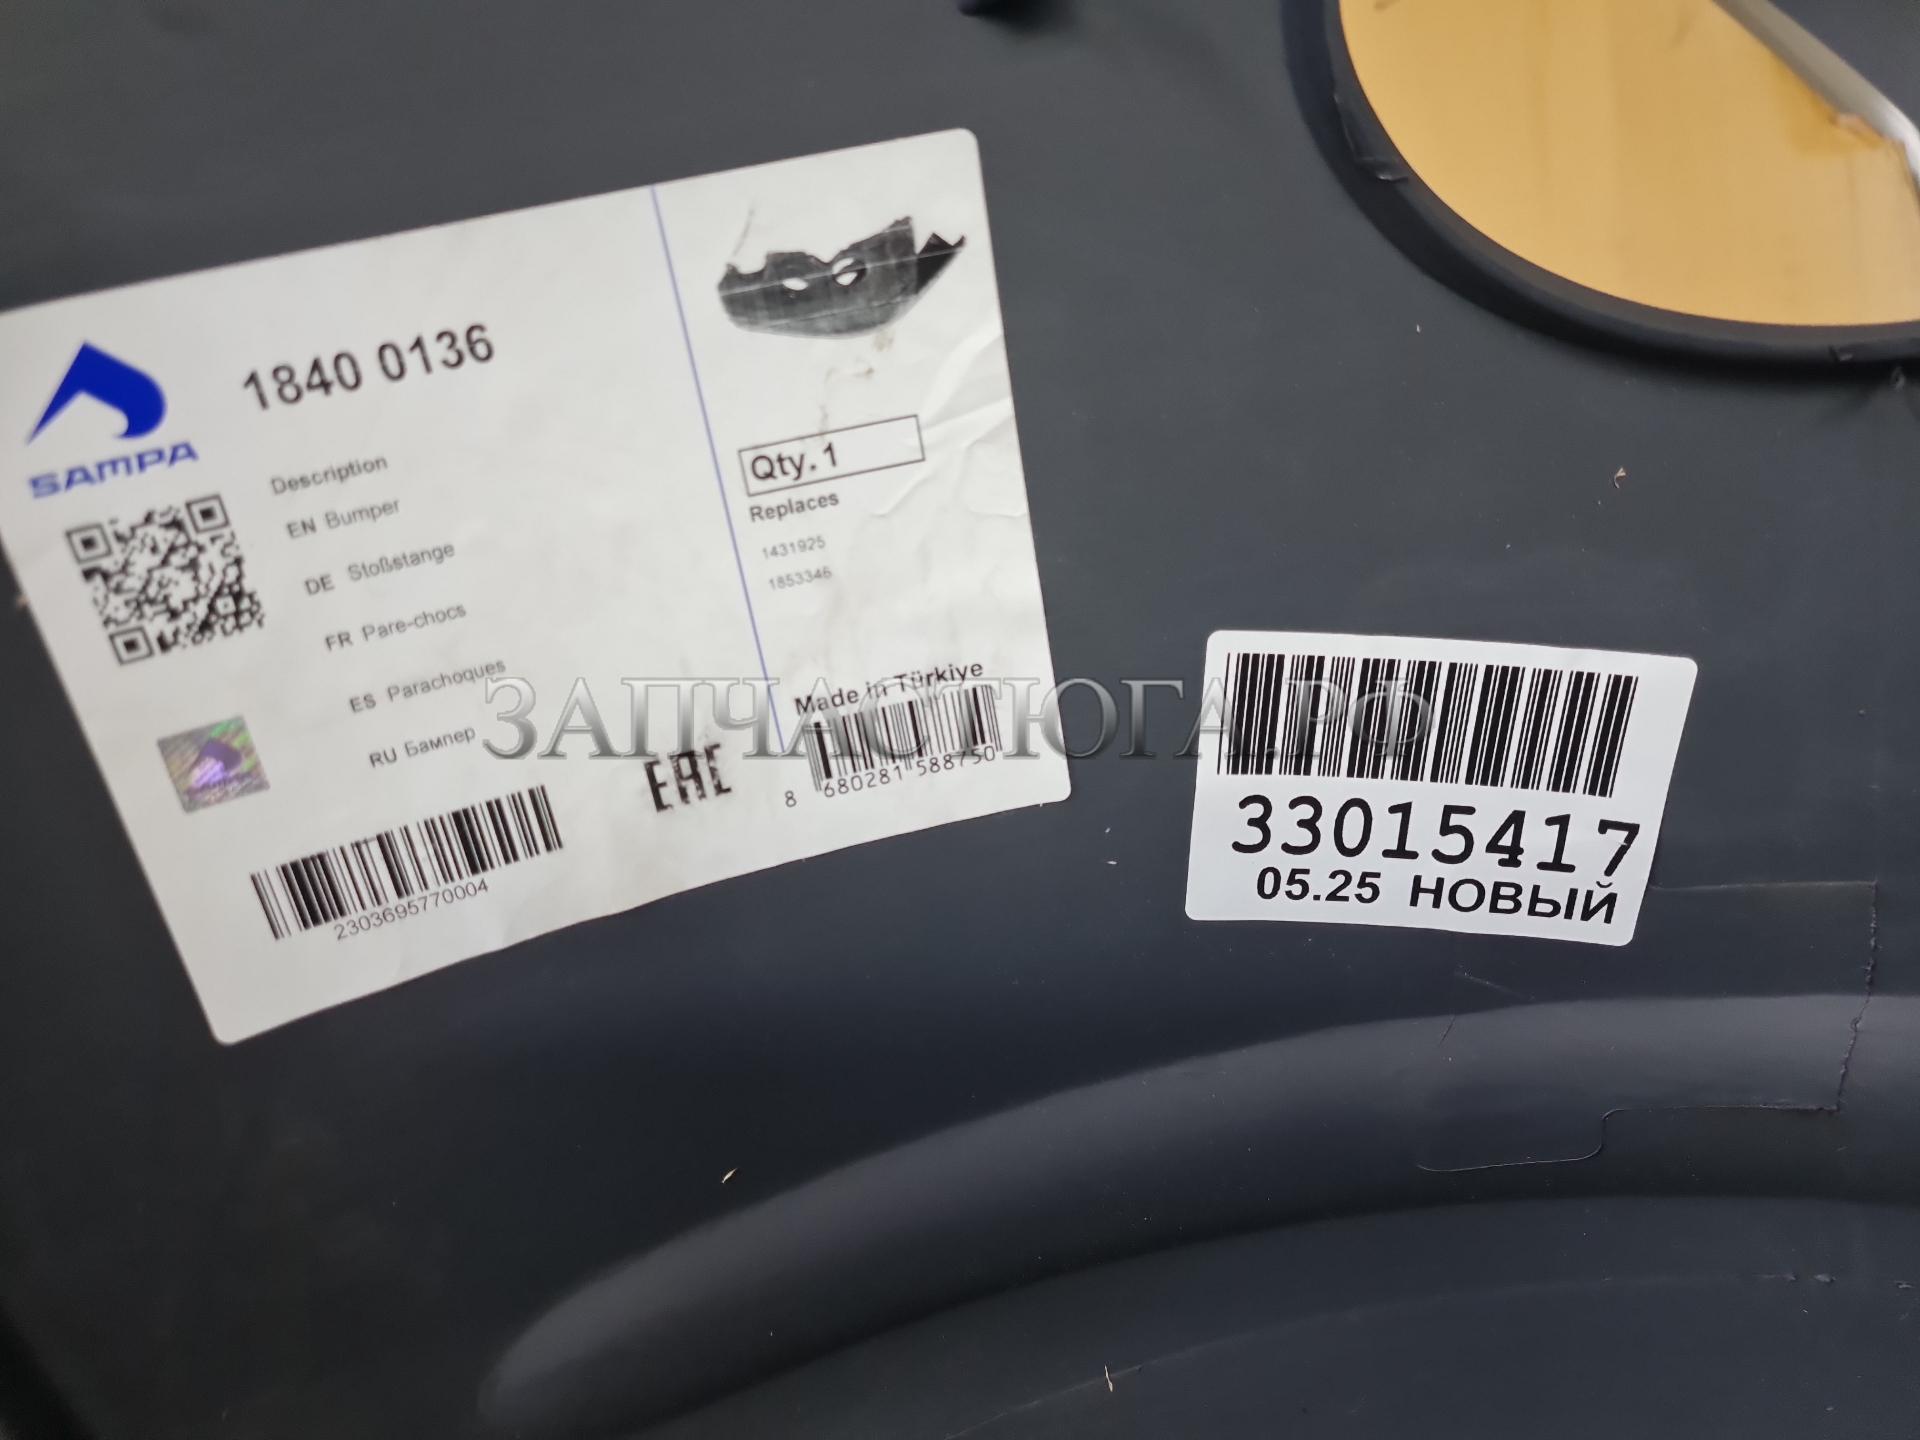 SAMPA
1840 0136
Description
EN Bumper
DE Stoßstange
FR Pare-chocs
ES Parachoques
RU Бампер
2303695770004
EAC
Qty. 1
Replaces
1431925
1853346
Made in Türkiye
8 680281 588750
ЗАПЧАСТЮГА.РФ
33015417
05.25 НОВЫЙ